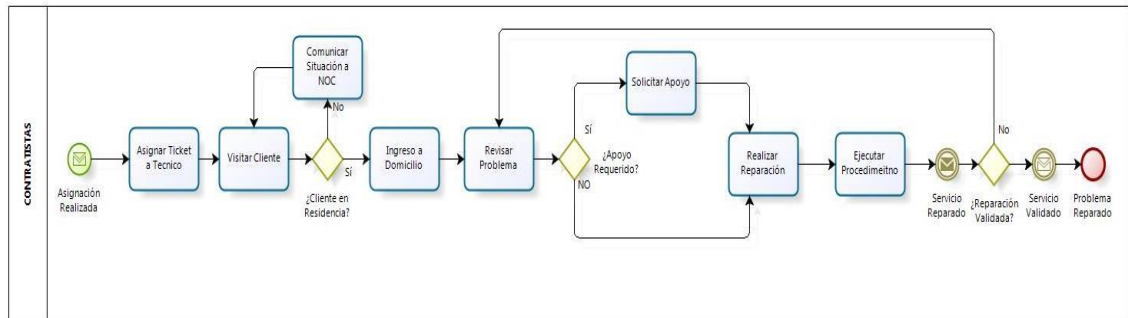 CONTRATISTAS
Asignación
Realizada
Asignar Ticket
a Tecnico
Visitar Cliente
Comunicar
Situación a
NOC
No
Sí
¿Cliente en
Residencia?
Ingreso a
Domicilio
Revisar
Problema
Sí
¿Apoyo
Requerido?
NO
Solicitar Apoyo
Realizar
Reparación
Ejecutar
Procedimeitno
Servicio
Reparado
No
¿Reparación
Validada?
Servicio
Validado
Problema
Reparado